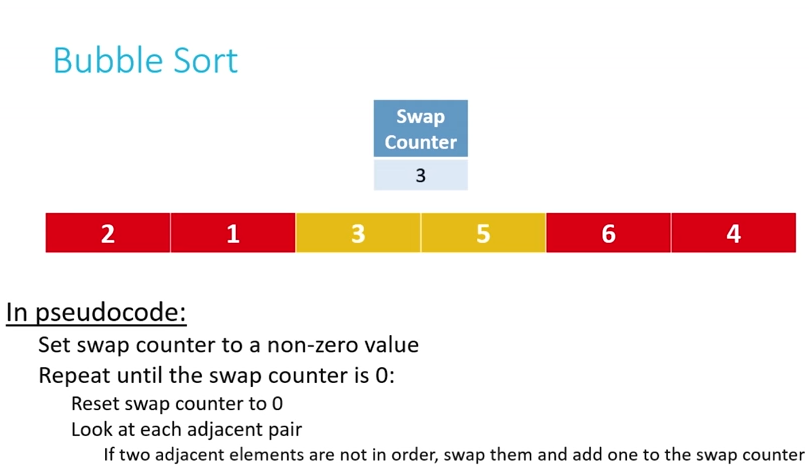 Bubble Sort
Swap
Counter
3
2 1 3 5 6 4
In pseudocode:
Set swap counter to a non-zero value
Repeat until the swap counter is 0:
Reset swap counter to 0
Look at each adjacent pair
If two adjacent elements are not in order, swap them and add one to the swap counter